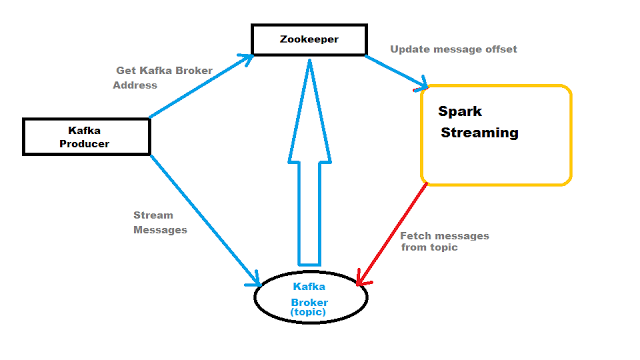 Zookeeper
Update message offset
Get Kafka Broker
Address
Spark
Streaming
Kafka
Producer
Stream
Messages
Fetch messages
from topic
Kafka
Broker
(topic)